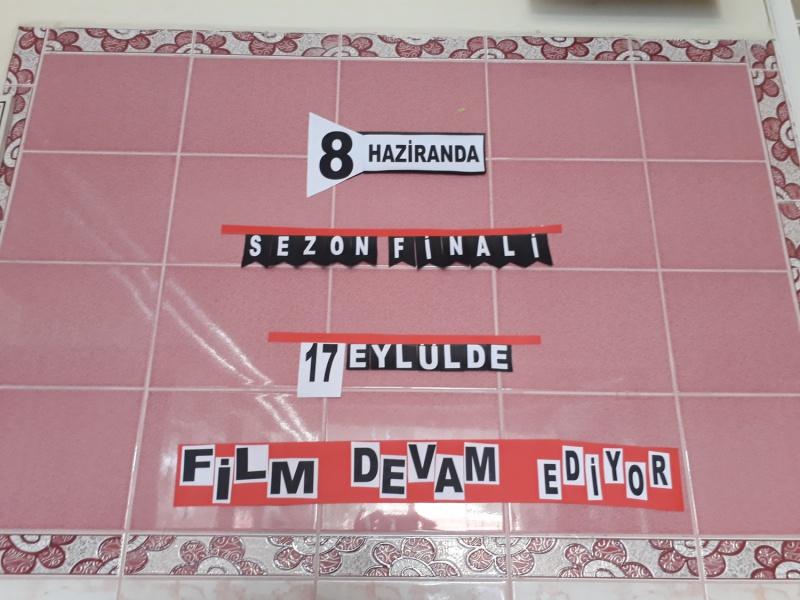 8 HAZİRANDA
SEZON FİNALİ
17 EYLÜLDE
FİLM DEVAM EDİYOR